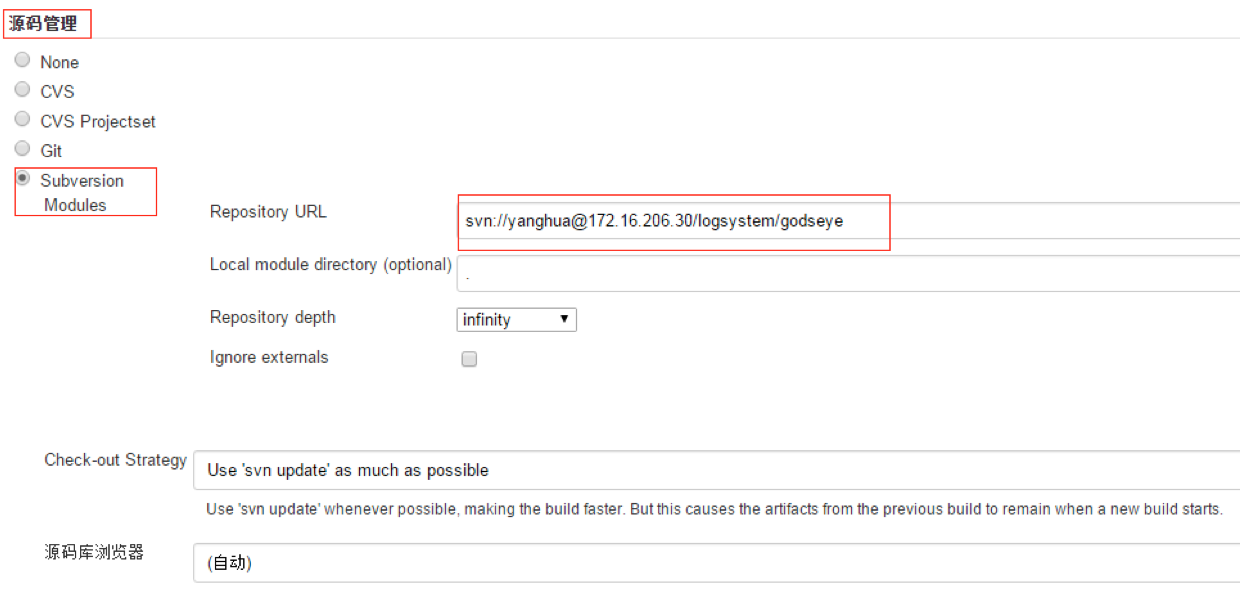 源码管理
None
CVS
CVS Projectset
Git
Subversion
Modules
Repository URL
svn://yanghua@172.16.206.30/logsystem/godseye
Local module directory (optional)
.
Repository depth
infinity
Ignore externals
Check-out Strategy
Use 'svn update' as much as possible
Use 'svn update' whenever possible, making the build faster. But this causes the artifacts from the previous build to remain when a new build starts.
源码库浏览器
(自动)